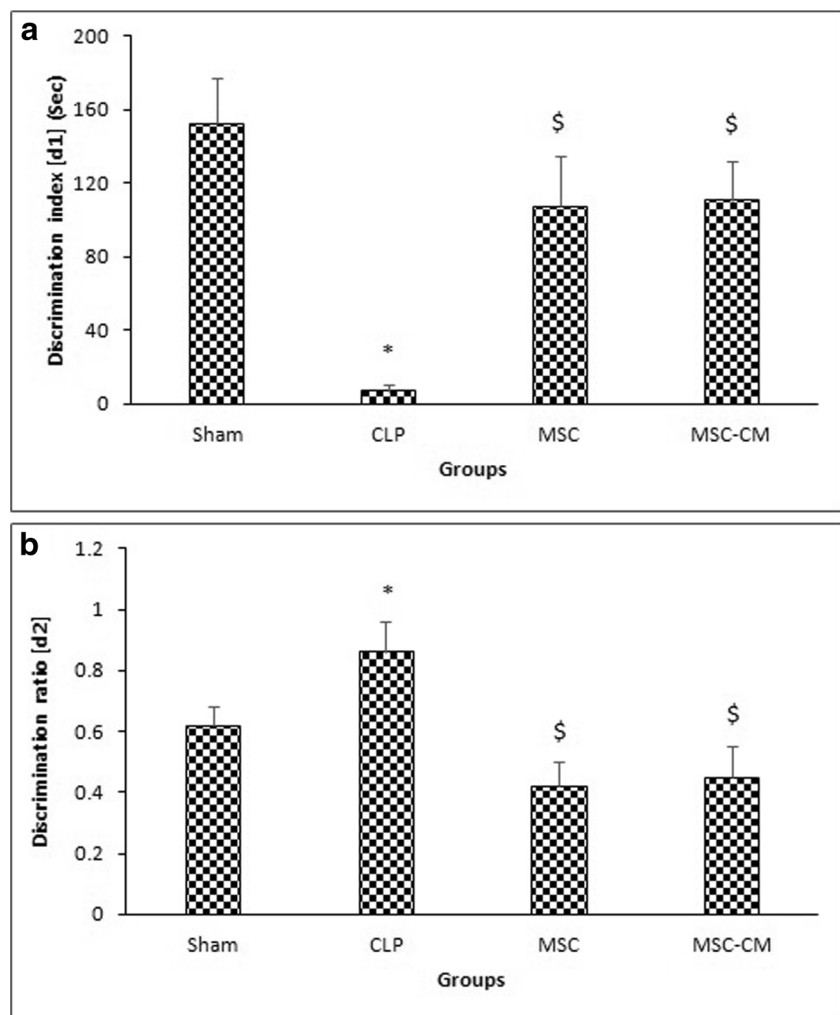 a
Discrimination index [d1] (Sec)
200
160
120
80
40
0
$
$
*
Sham CLP MSC MSC-CM
Groups
b
Discrimination ratio [d2]
1.2
1
0.8
0.6
0.4
0.2
0
*
$
$
Sham CLP MSC MSC-CM
Groups